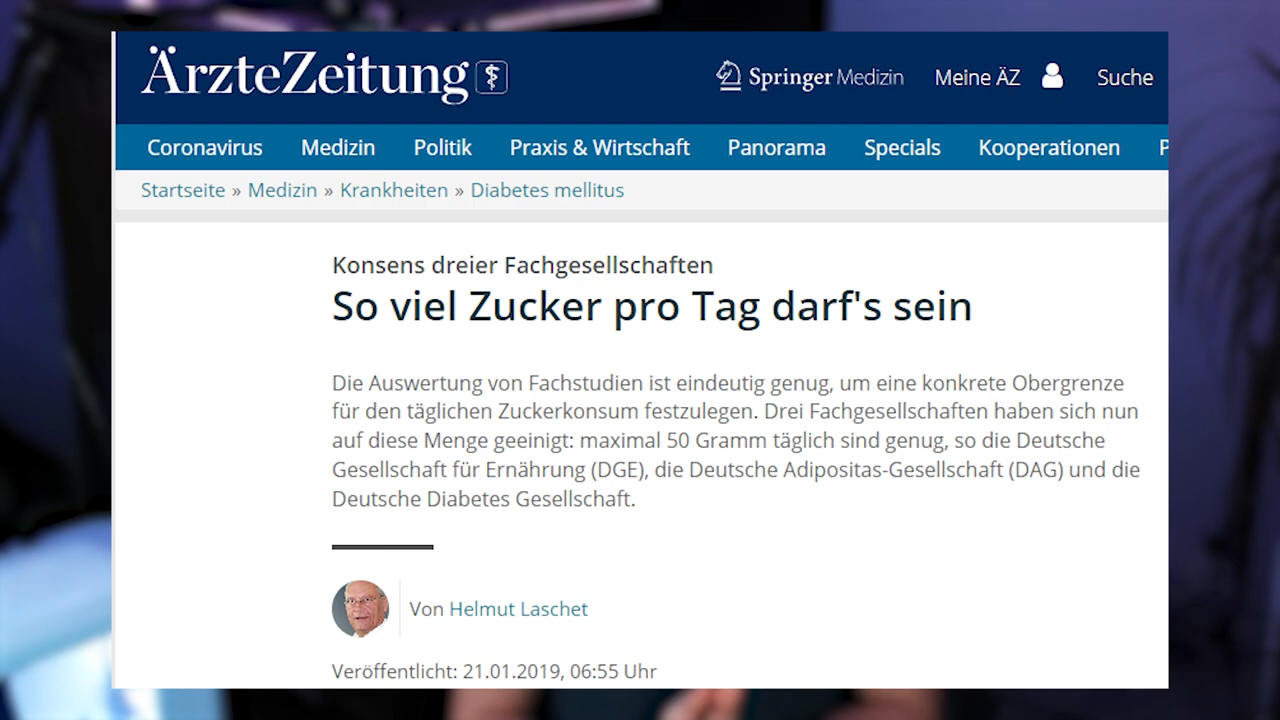 ÄrzteZeitung
Springer Medizin Meine ÄZ Suche
Coronavirus Medizin Politik Praxis & Wirtschaft Panorama Specials Kooperationen P
Startseite » Medizin » Krankheiten » Diabetes mellitus
Konsens dreier Fachgesellschaften
So viel Zucker pro Tag darf's sein
Die Auswertung von Fachstudien ist eindeutig genug, um eine konkrete Obergrenze
für den täglichen Zuckerkonsum festzulegen. Drei Fachgesellschaften haben sich nun
auf diese Menge geeinigt: maximal 50 Gramm täglich sind genug, so die Deutsche
Gesellschaft für Ernährung (DGE), die Deutsche Adipositas-Gesellschaft (DAG) und die
Deutsche Diabetes Gesellschaft.
Von Helmut Laschet
Veröffentlicht: 21.01.2019, 06:55 Uhr